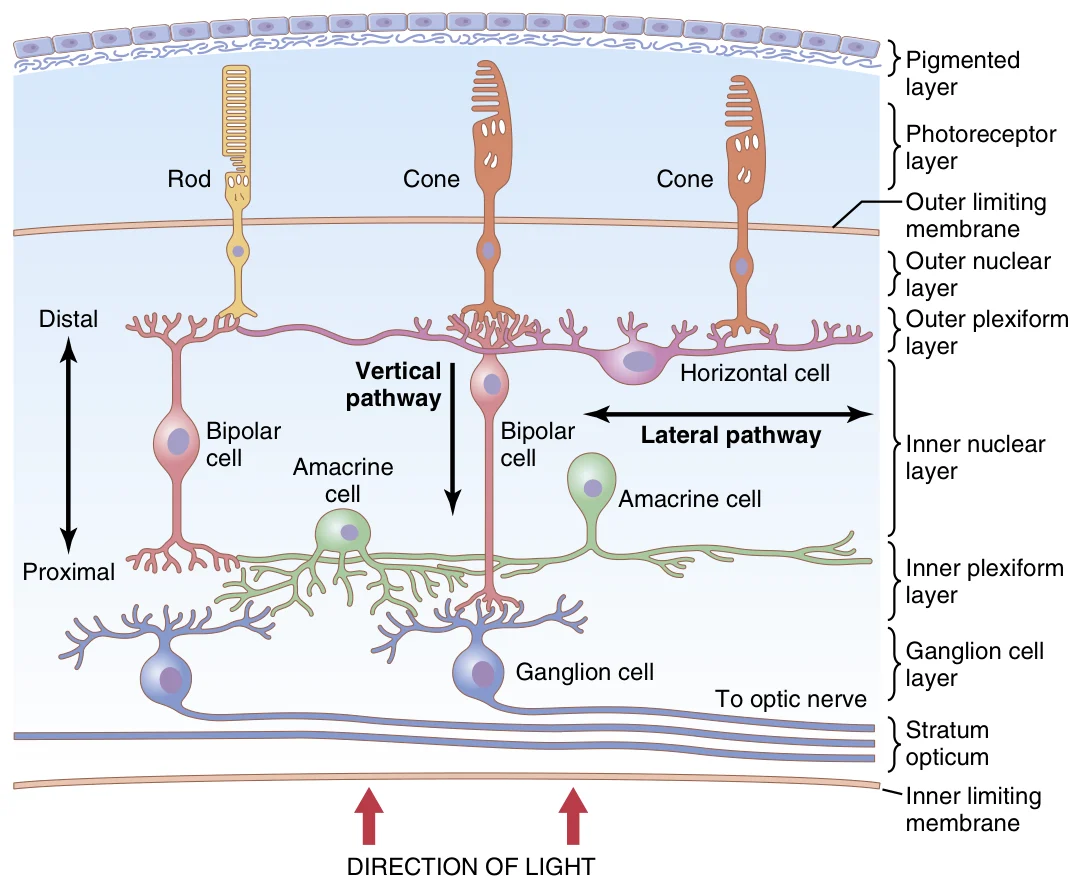 Pigmented
layer
Photoreceptor
layer
Rod
Cone
Cone
Outer limiting
membrane
Outer nuclear
layer
Distal
Outer plexiform
layer
Vertical
pathway
Horizontal cell
Bipolar
cell
Bipolar
cell
Lateral pathway
Inner nuclear
layer
Amacrine
cell
Amacrine cell
Proximal
Inner plexiform
layer
Ganglion cell
Ganglion cell
layer
To optic nerve
Stratum
opticum
Inner limiting
membrane
DIRECTION OF LIGHT